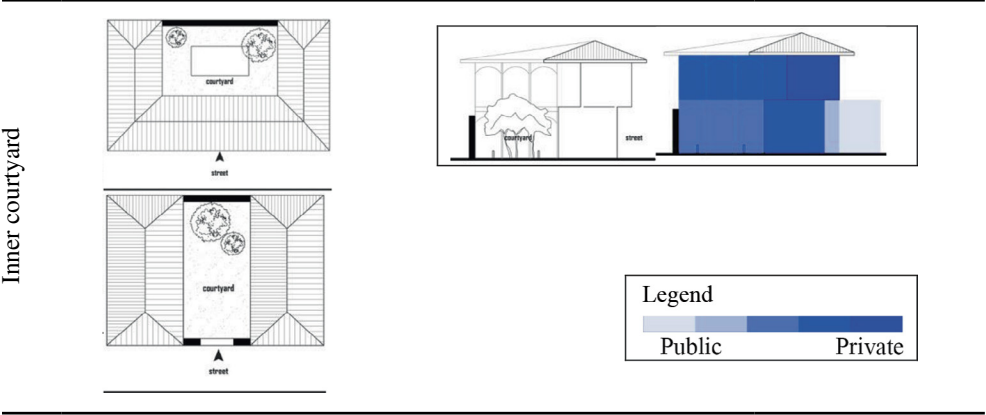 Inner courtyard
courtyard
street
courtyard
street
courtyard
street
Legend
Public
Private